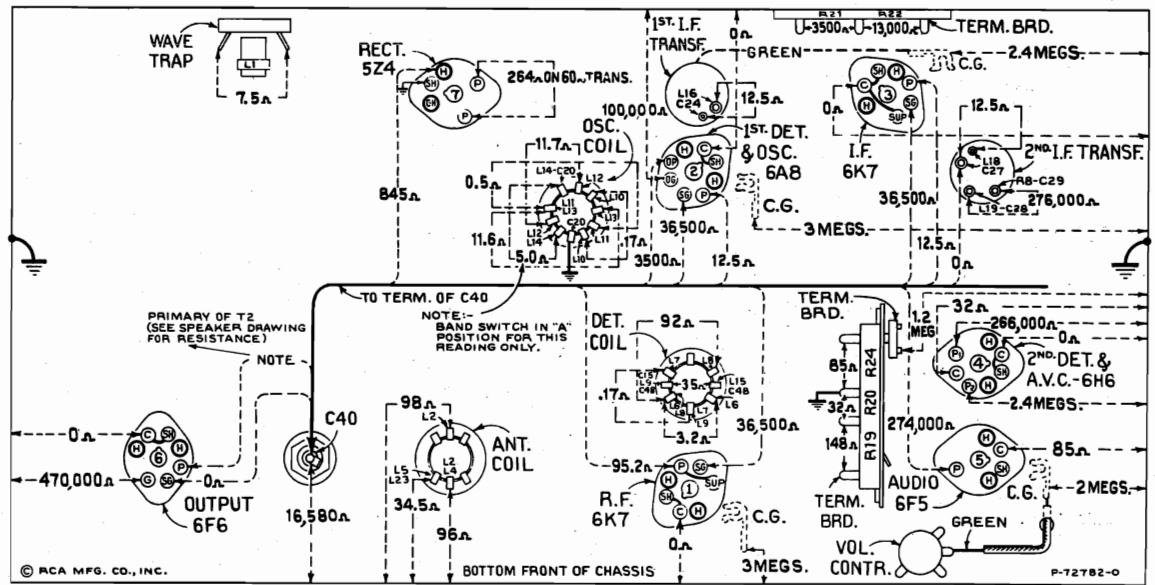 WAVE
TRAP
L1
7.5Ω
RECT.
5Z4
H
SH
P
7
CH
P
264Ω ON 60~ TRANS.
845Ω
1ST. I.F.
TRANSF.
0Ω
GREEN
L16
C24
12.5Ω
100,000Ω
R21 R22
3500Ω 13,000Ω
TERM. BRD.
C.G.
2.4 MEGS.
SH
H
C
3
P
H
SG
SUP
0Ω
I.F.
6K7
12.5Ω
L18
C27
2ND. I.F. TRANSF.
R8-C29
276,000Ω
L19-C28
36,500Ω
12.5Ω
0Ω
1ST. DET.
& OSC.
6A8
H
C
OP
SH
2
OG
H
SG
P
C.G.
3 MEGS.
36,500Ω
3500Ω
12.5Ω
OSC.
COIL
11.7Ω
L14-C20
L12
0.5Ω
L10
L11
L13
L13
C20
L12
L14
L11
L10
11.6Ω
5.0Ω
.17Ω
TO TERM. OF C40
NOTE:-
BAND SWITCH IN "A"
POSITION FOR THIS
READING ONLY.
PRIMARY OF T2
(SEE SPEAKER DRAWING
FOR RESISTANCE)
NOTE
0Ω
C
SH
H
6
H
P
G
SG
470,000Ω
0Ω
OUTPUT
6F6
C40
16,580Ω
98Ω
L2
L2
L4
L5
L23
ANT.
COIL
34.5Ω
96Ω
DET.
COIL
92Ω
L7
L8
C15
L9
C48
35Ω
L15
C48
L6
L8
L6
L7
L9
.17Ω
3.2Ω
36,500Ω
95.2Ω
P
SG
SUP
H
1
SH
C
H
R.F.
6K7
C.G.
0Ω
3 MEGS.
TERM.
BRD.
1.2
MEG
R24
R20
R19
85Ω
32Ω
148Ω
TERM.
BRD.
274,000Ω
32Ω
266,000Ω
0Ω
P1
H
C
4
C
SH
P2
H
2ND. DET. &
A.V.C.-6H6
2.4MEGS.
H
C
P
5
SH
H
85Ω
AUDIO
6F5
C.G.
2 MEGS.
GREEN
VOL.
CONTR.
© RCA MFG. CO., INC.
BOTTOM FRONT OF CHASSIS
P-72782-0